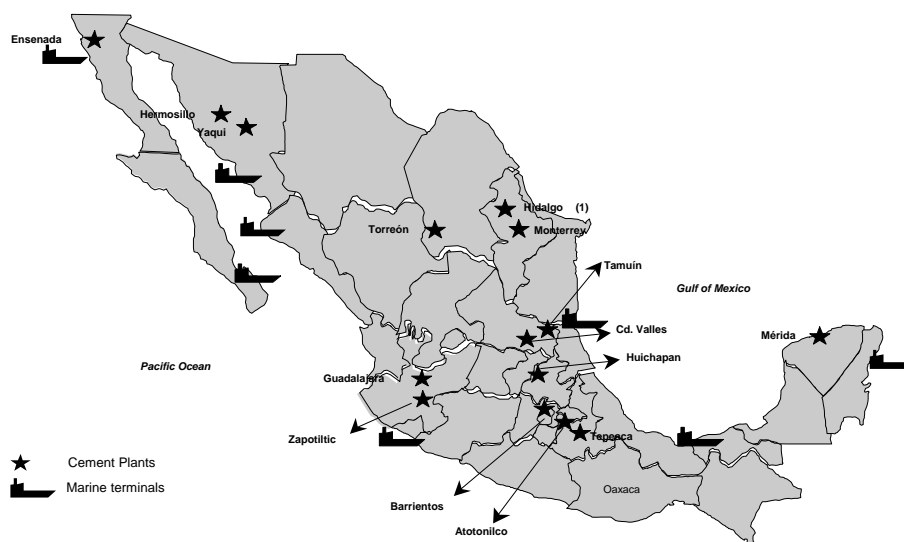 Ensenada
Hermosillo
Yaqui
Hidalgo (1)
Torreón
Monterrey
Tamuín
Gulf of Mexico
Cd. Valles
Mérida
Huichapan
Pacific Ocean
Guadalajara
Zapotiltic
Tepeaca
Cement Plants
Marine terminals
Oaxaca
Barrientos
Atotonilco